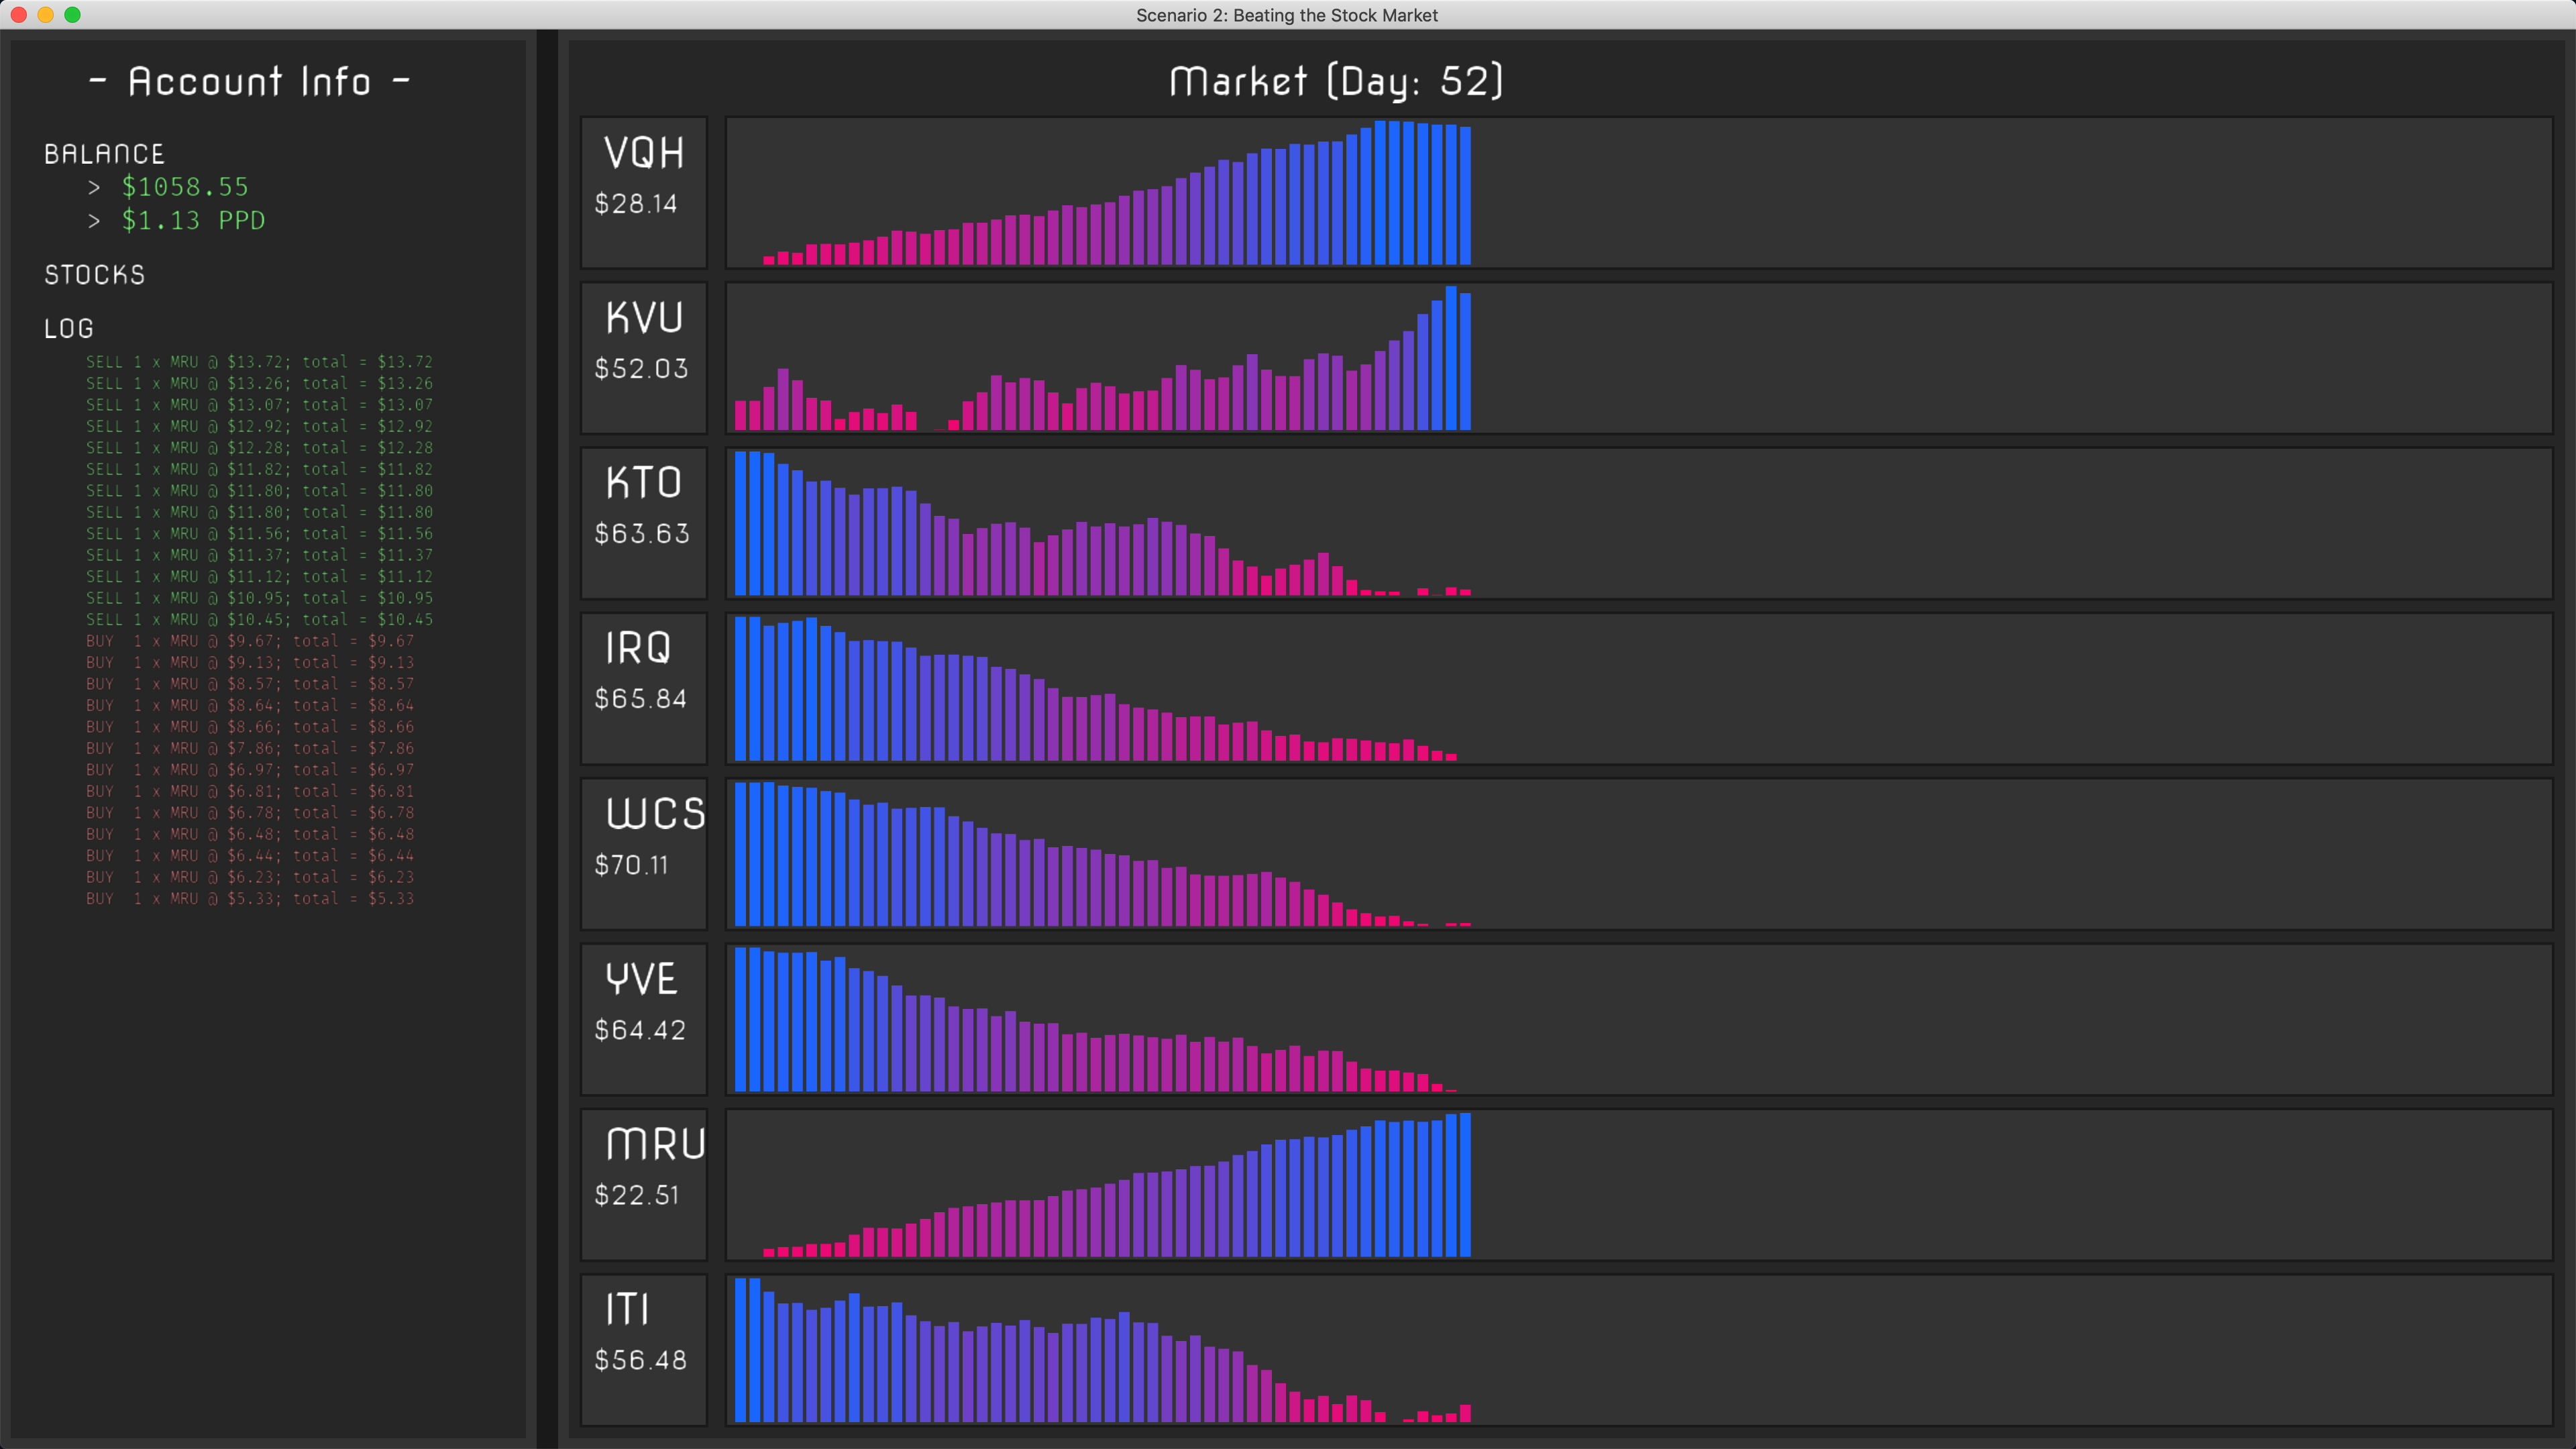 Scenario 2: Beating the Stock Market
- Account Info -
BALANCE
> $1058.55
> $1.13 PPD
STOCKS
LOG
SELL 1 x MRU @ $13.72; total = $13.72
SELL 1 x MRU @ $13.26; total = $13.26
SELL 1 x MRU @ $13.07; total = $13.07
SELL 1 x MRU @ $12.92; total = $12.92
SELL 1 x MRU @ $12.28; total = $12.28
SELL 1 x MRU @ $11.82; total = $11.82
SELL 1 x MRU @ $11.80; total = $11.80
SELL 1 x MRU @ $11.80; total = $11.80
SELL 1 x MRU @ $11.56; total = $11.56
SELL 1 x MRU @ $11.37; total = $11.37
SELL 1 x MRU @ $11.12; total = $11.12
SELL 1 x MRU @ $10.95; total = $10.95
SELL 1 x MRU @ $10.45; total = $10.45
BUY 1 x MRU @ $9.67; total = $9.67
BUY 1 x MRU @ $9.13; total = $9.13
BUY 1 x MRU @ $8.57; total = $8.57
BUY 1 x MRU @ $8.64; total = $8.64
BUY 1 x MRU @ $8.66; total = $8.66
BUY 1 x MRU @ $7.86; total = $7.86
BUY 1 x MRU @ $6.97; total = $6.97
BUY 1 x MRU @ $6.81; total = $6.81
BUY 1 x MRU @ $6.78; total = $6.78
BUY 1 x MRU @ $6.48; total = $6.48
BUY 1 x MRU @ $6.44; total = $6.44
BUY 1 x MRU @ $6.23; total = $6.23
BUY 1 x MRU @ $5.33; total = $5.33
Market (Day: 52)
VQH
$28.14
KVU
$52.03
KTO
$63.63
IRQ
$65.84
WCS
$70.11
YVE
$64.42
MRU
$22.51
ITI
$56.48